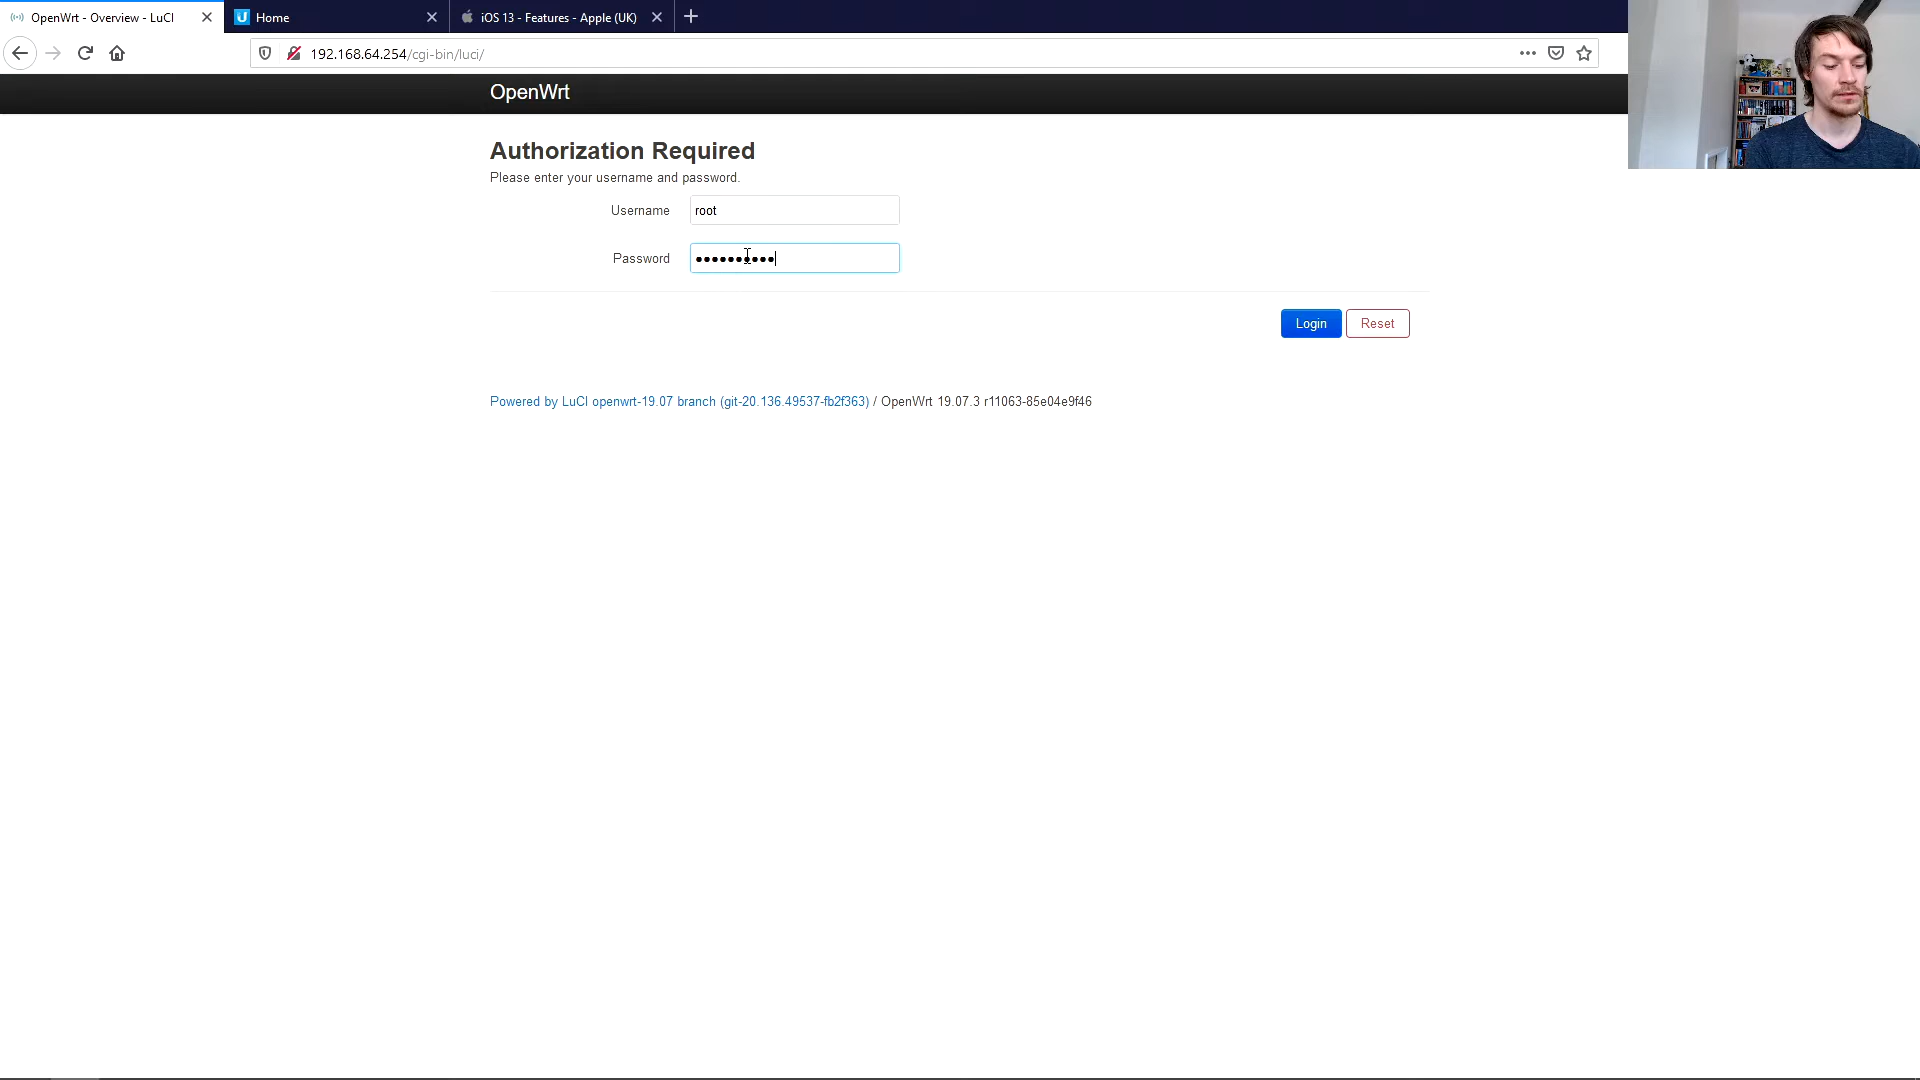 OpenWrt - Overview - LuCI
Home
iOS 13 - Features - Apple (UK)
192.168.64.254/cgi-bin/luci/
OpenWrt
Authorization Required
Please enter your username and password.
Username root
Password ••••••••••
Login Reset
Powered by LuCI openwrt-19.07 branch (git-20.136.49537-fb2f363) / OpenWrt 19.07.3 r11063-85e04e9f46